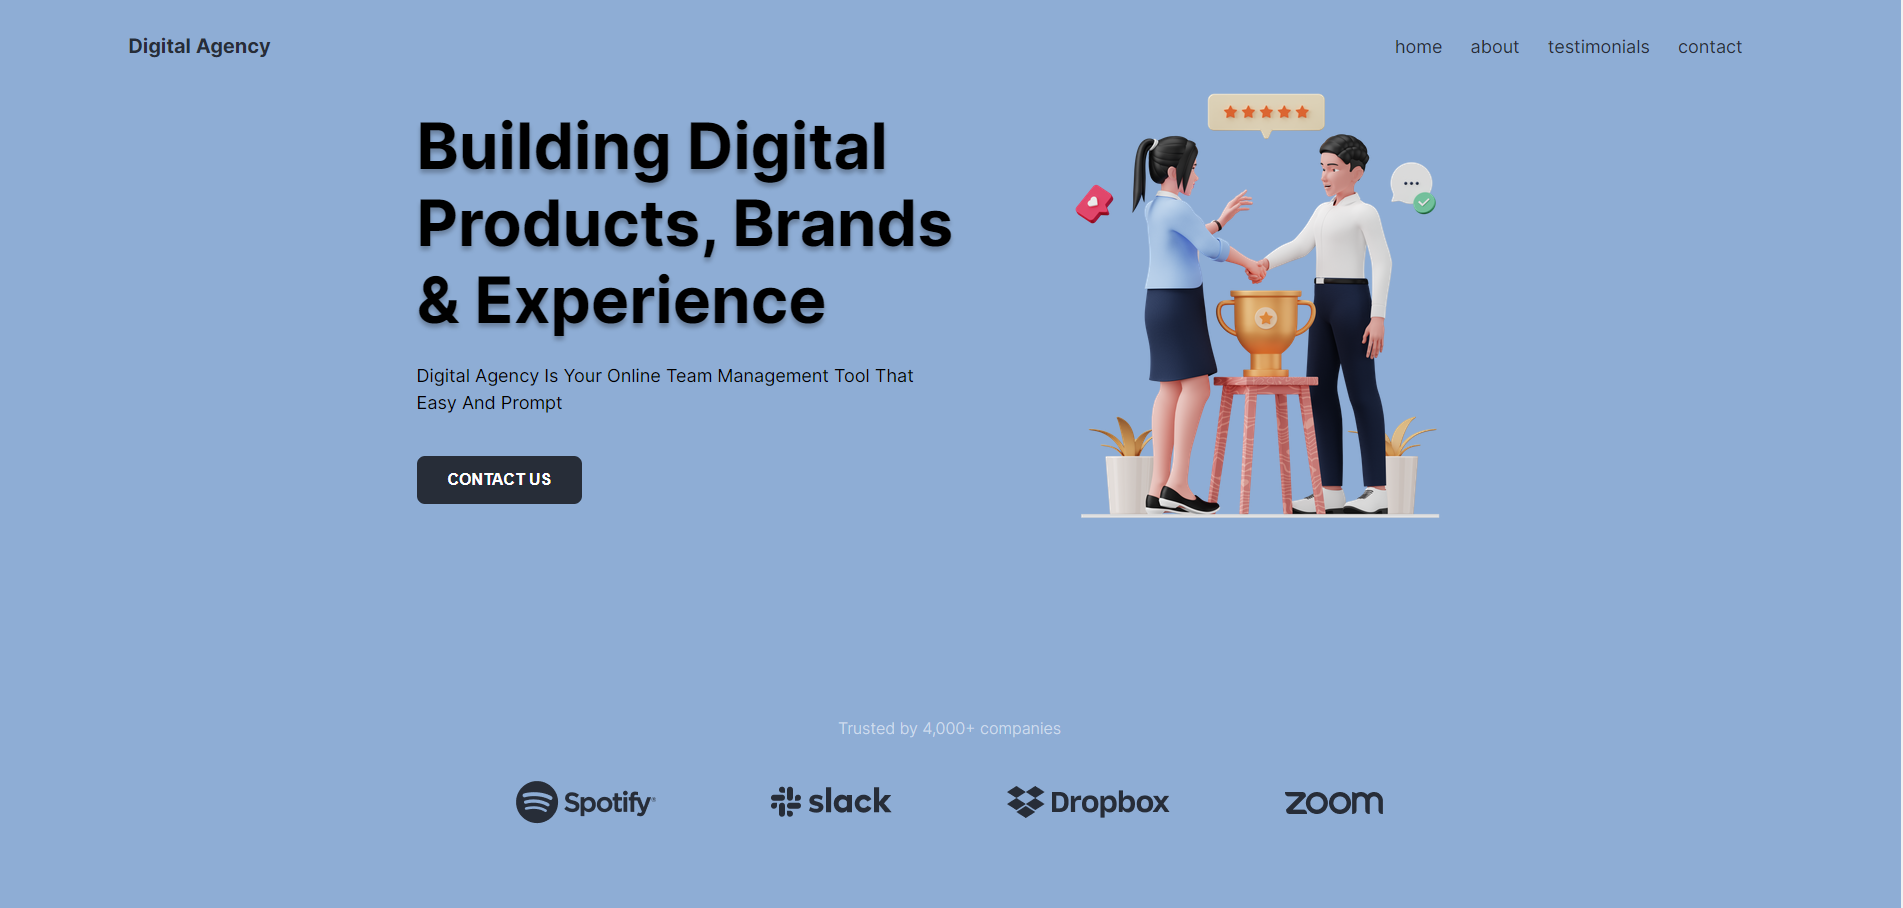 Digital Agency
home about testimonials contact
Building Digital
Products, Brands
& Experience
Digital Agency Is Your Online Team Management Tool That
Easy And Prompt
CONTACT US
Trusted by 4,000+ companies
Spotify
slack
Dropbox
zoom